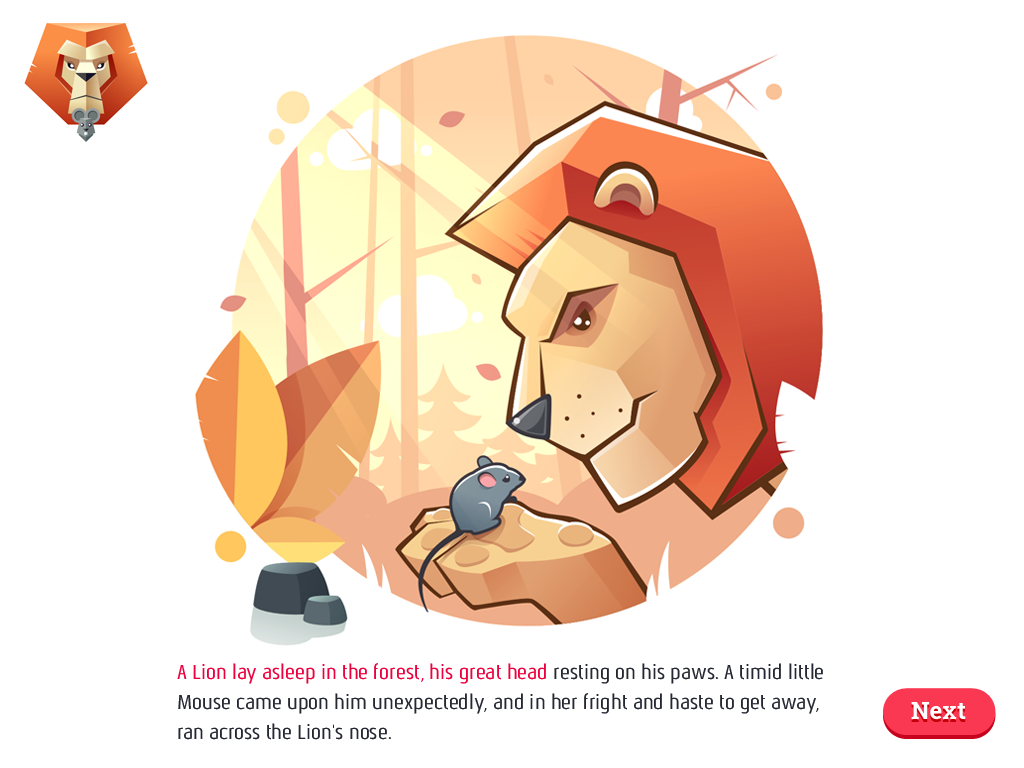 A Lion lay asleep in the forest, his great head resting on his paws. A timid little
Mouse came upon him unexpectedly, and in her fright and haste to get away,
ran across the Lion's nose.
Next